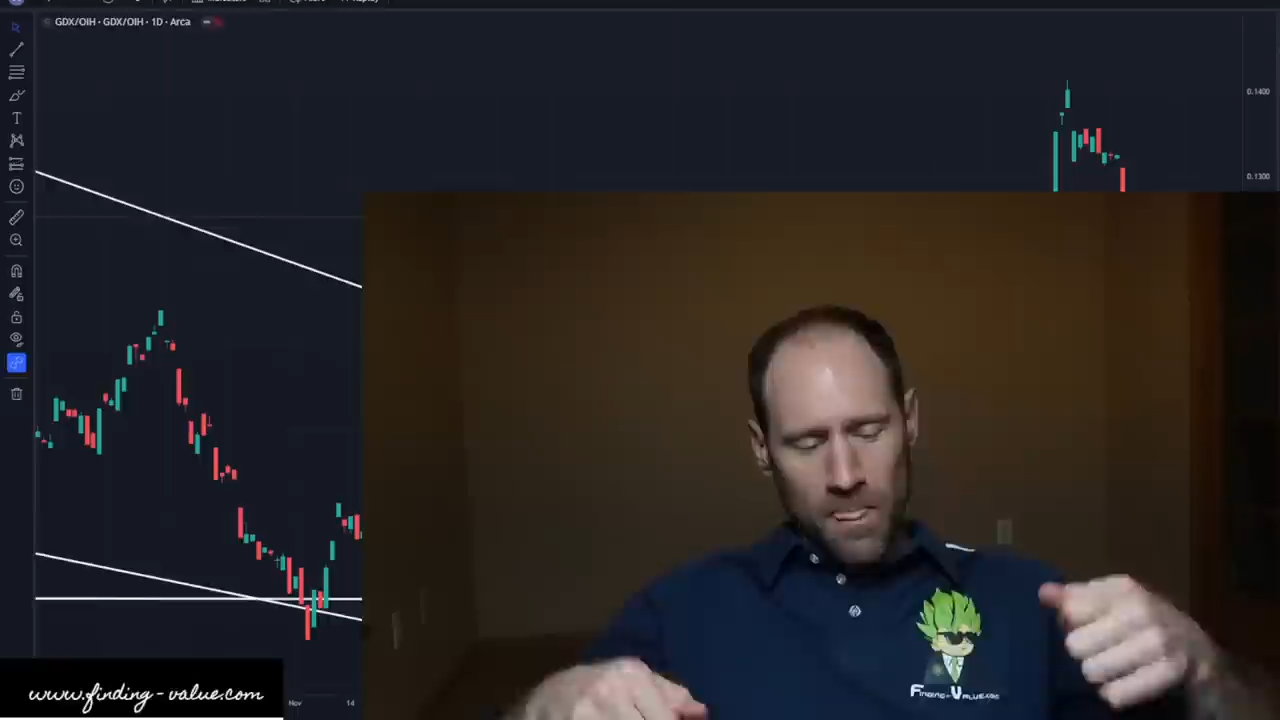 GDX/OIH · GDX/OIH · 1D · Arca
0.1400
0.1300
Nov
14
www.finding-value.com